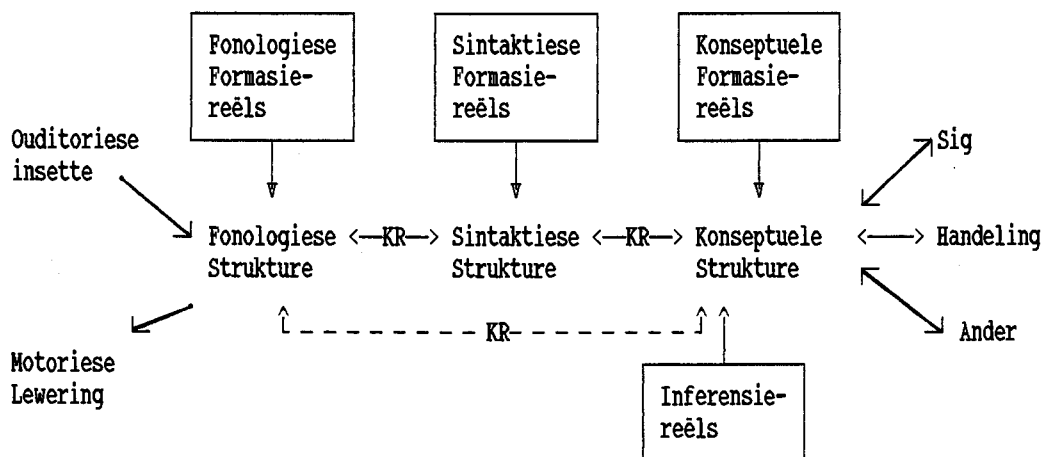 Fonologiese
Formasie-
reëls
Sintaktiese
Formasie-
reëls
Konseptuele
Formasie-
reëls
Ouditoriese
insette
Sig
Fonologiese
Strukture
KR
Sintaktiese
Strukture
KR
Konseptuele
Strukture
Handeling
KR
Ander
Motoriese
Lewering
Inferensie-
reëls